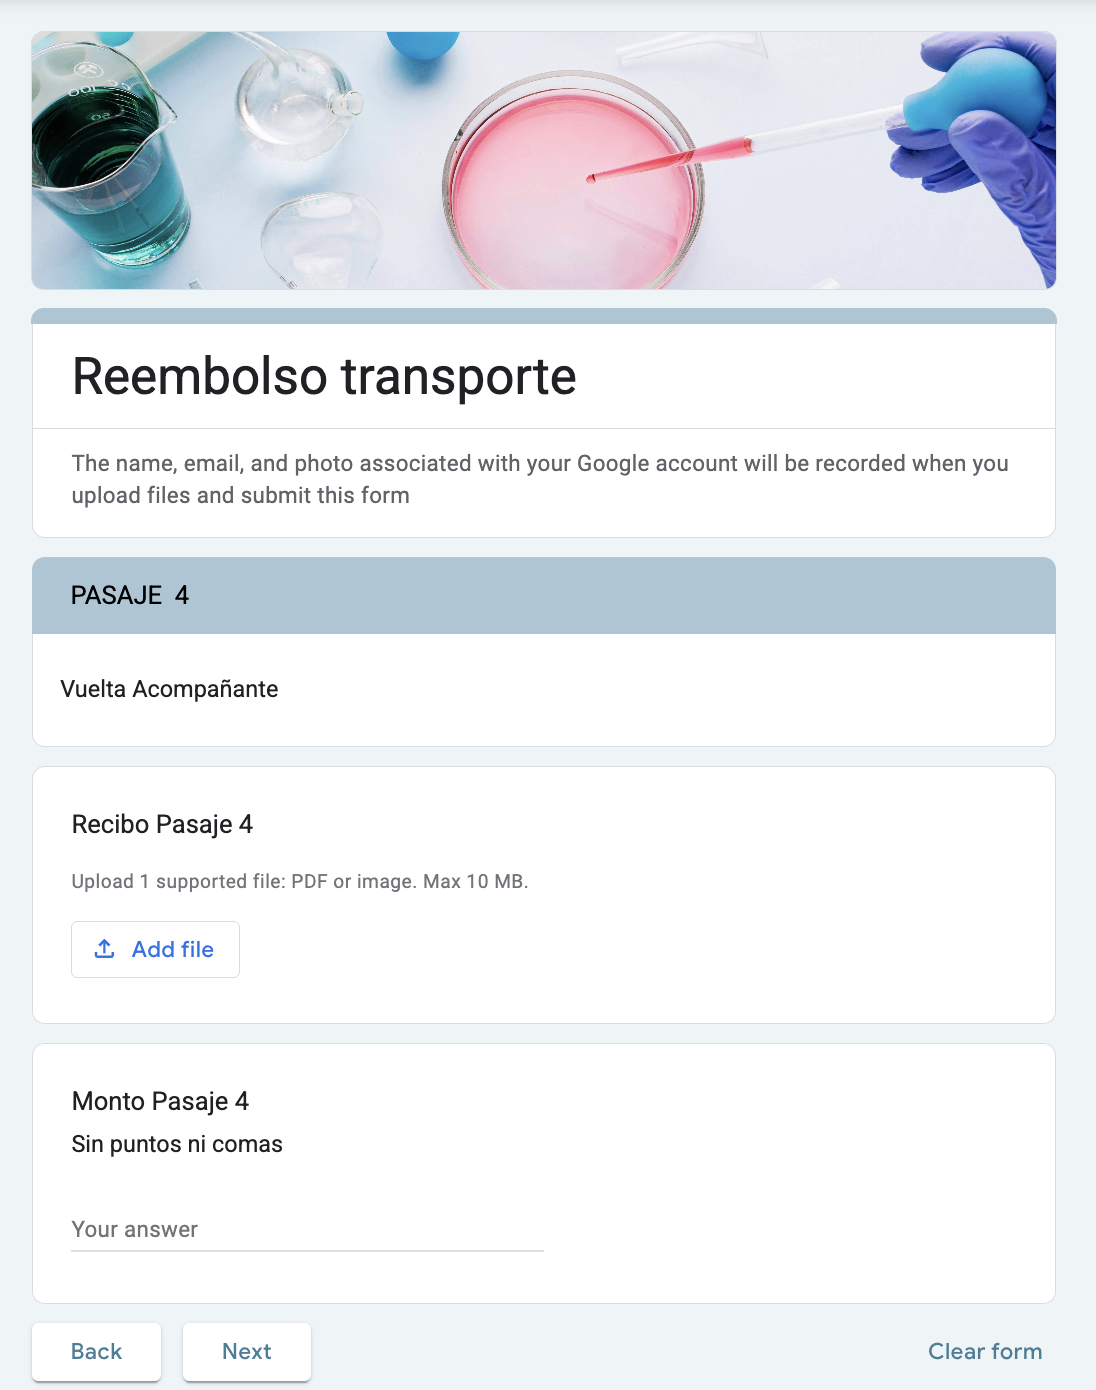 Reembolso transporte
The name, email, and photo associated with your Google account will be recorded when you
upload files and submit this form
PASAJE 4
Vuelta Acompañante
Recibo Pasaje 4
Upload 1 supported file: PDF or image. Max 10 MB.
Add file
Monto Pasaje 4
Sin puntos ni comas
Your answer
Back
Next
Clear form